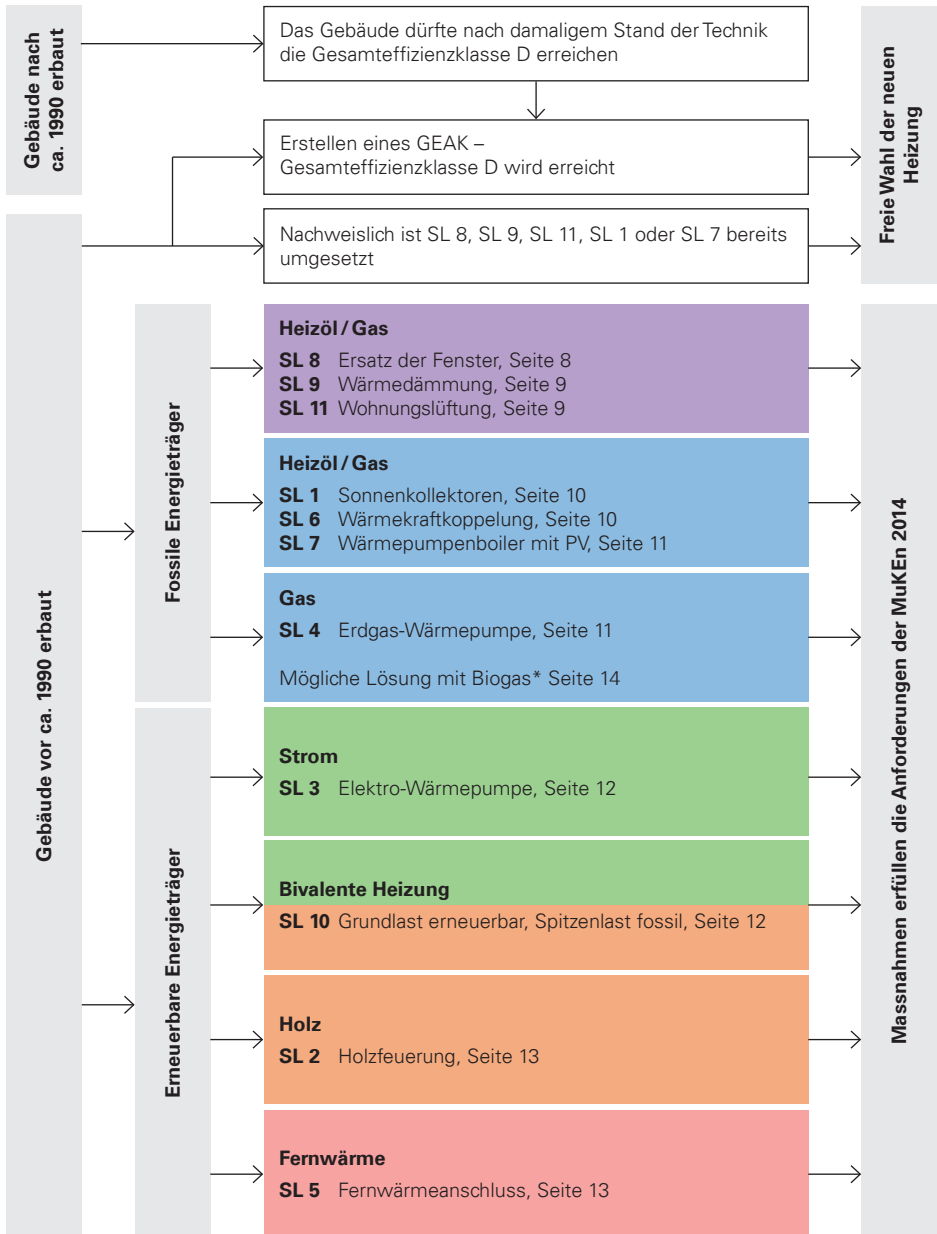 Gebäude nach
ca. 1990 erbaut
Das Gebäude dürfte nach damaligem Stand der Technik
die Gesamteffizienzklasse D erreichen
Erstellen eines GEAK –
Gesamteffizienzklasse D wird erreicht
Nachweislich ist SL 8, SL 9, SL 11, SL 1 oder SL 7 bereits
umgesetzt
Freie Wahl der neuen
Heizung
Gebäude vor ca. 1990 erbaut
Fossile Energieträger
Heizöl / Gas
SL 8 Ersatz der Fenster, Seite 8
SL 9 Wärmedämmung, Seite 9
SL 11 Wohnungslüftung, Seite 9
Heizöl / Gas
SL 1 Sonnenkollektoren, Seite 10
SL 6 Wärmekraftkoppelung, Seite 10
SL 7 Wärmepumpenboiler mit PV, Seite 11
Gas
SL 4 Erdgas-Wärmepumpe, Seite 11
Mögliche Lösung mit Biogas* Seite 14
Erneuerbare Energieträger
Strom
SL 3 Elektro-Wärmepumpe, Seite 12
Bivalente Heizung
SL 10 Grundlast erneuerbar, Spitzenlast fossil, Seite 12
Holz
SL 2 Holzfeuerung, Seite 13
Fernwärme
SL 5 Fernwärmeanschluss, Seite 13
Massnahmen erfüllen die Anforderungen der MuKEn 2014